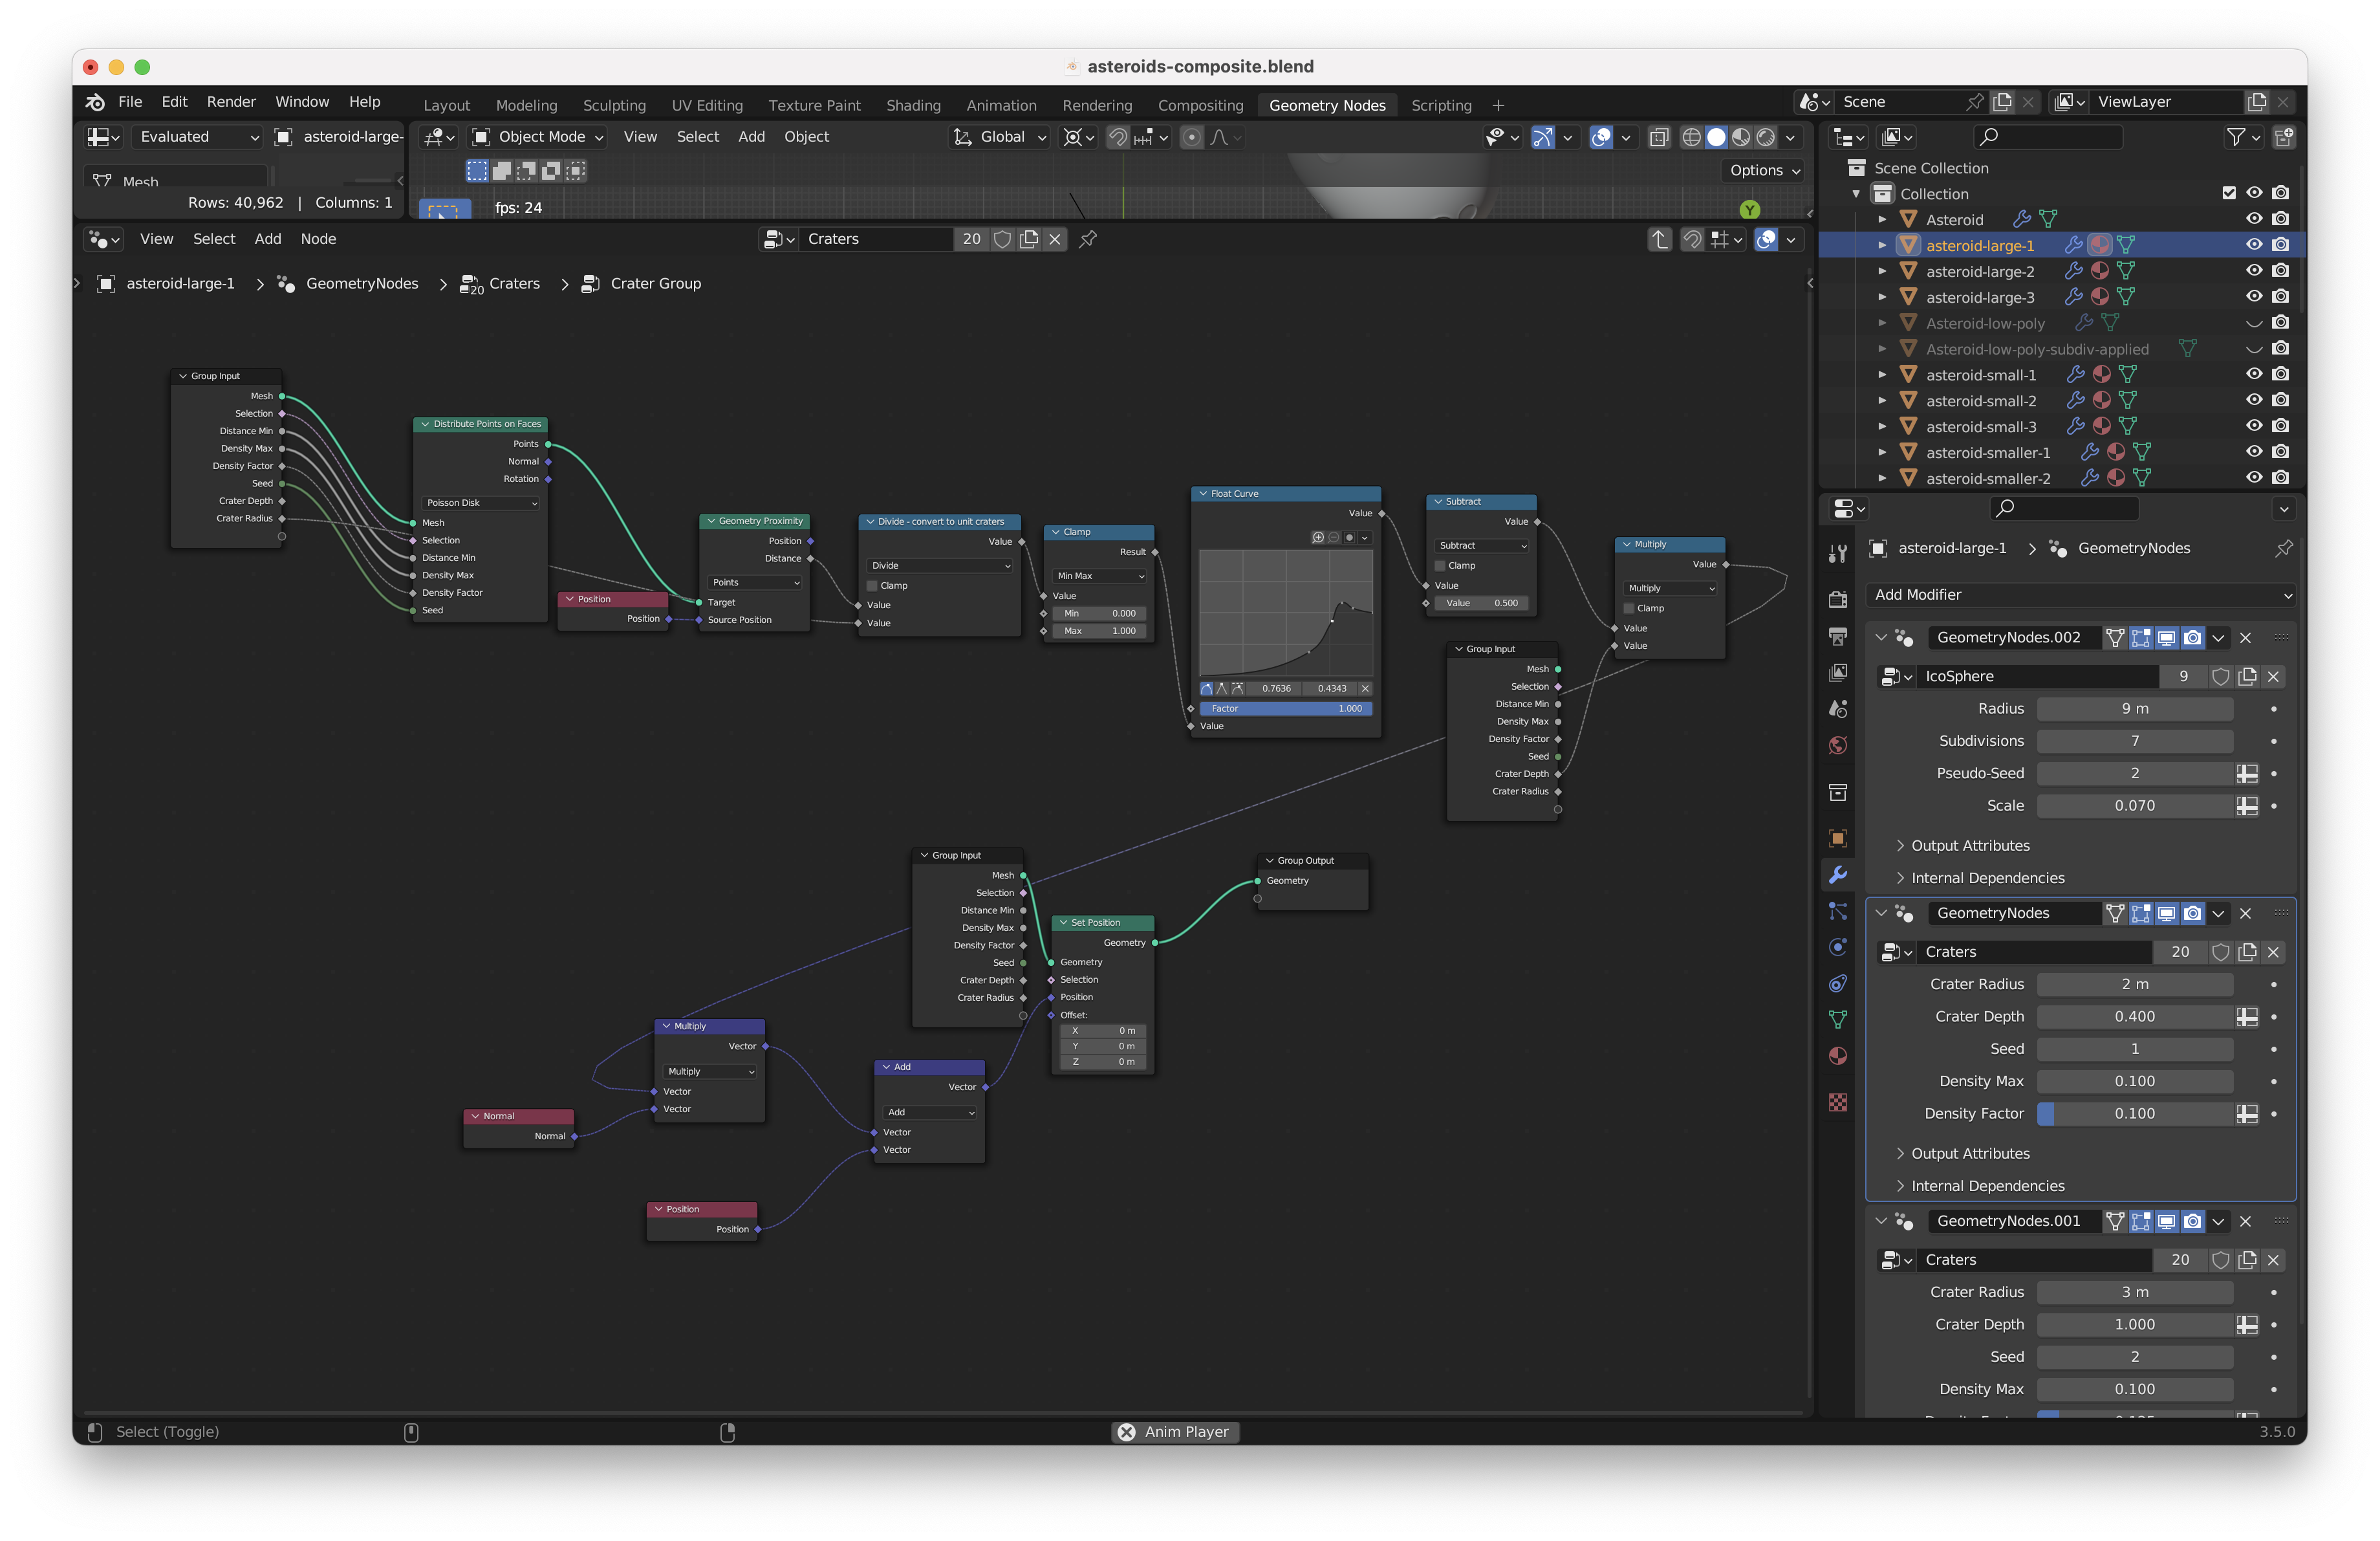 asteroids-composite.blend
File Edit Render Window Help
Layout Modeling Sculpting UV Editing Texture Paint Shading Animation Rendering Compositing Geometry Nodes Scripting +
Scene
ViewLayer
Evaluated
asteroid-large-
Object Mode
View Select Add Object
Global
Mesh
Rows: 40,962 | Columns: 1
fps: 24
Options
Y
View Select Add Node
Craters
20
asteroid-large-1 > GeometryNodes > 20 Craters > Crater Group
Group Input
Mesh
Selection
Distance Min
Density Max
Density Factor
Seed
Crater Depth
Crater Radius
Distribute Points on Faces
Points
Normal
Rotation
Poisson Disk
Mesh
Selection
Distance Min
Density Max
Density Factor
Seed
Position
Position
Geometry Proximity
Position
Distance
Points
Target
Source Position
Divide - convert to unit craters
Value
Divide
Clamp
Value
Value
Clamp
Result
Min Max
Value
Min 0.000
Max 1.000
Float Curve
Value
0.7636 0.4343
Factor 1.000
Value
Subtract
Value
Subtract
Clamp
Value
Value 0.500
Multiply
Value
Multiply
Clamp
Value
Value
Group Input
Mesh
Selection
Distance Min
Density Max
Density Factor
Seed
Crater Depth
Crater Radius
Group Input
Mesh
Selection
Distance Min
Density Max
Density Factor
Seed
Crater Depth
Crater Radius
Group Output
Geometry
Set Position
Geometry
Geometry
Selection
Position
Offset:
X 0 m
Y 0 m
Z 0 m
Multiply
Vector
Multiply
Vector
Vector
Normal
Normal
Add
Vector
Add
Vector
Vector
Position
Position
Scene Collection
Collection
Asteroid
asteroid-large-1
asteroid-large-2
asteroid-large-3
Asteroid-low-poly
Asteroid-low-poly-subdiv-applied
asteroid-small-1
asteroid-small-2
asteroid-small-3
asteroid-smaller-1
asteroid-smaller-2
asteroid-large-1 > GeometryNodes
Add Modifier
GeometryNodes.002
IcoSphere 9
Radius 9 m
Subdivisions 7
Pseudo-Seed 2
Scale 0.070
Output Attributes
Internal Dependencies
GeometryNodes
Craters 20
Crater Radius 2 m
Crater Depth 0.400
Seed 1
Density Max 0.100
Density Factor 0.100
Output Attributes
Internal Dependencies
GeometryNodes.001
Craters 20
Crater Radius 3 m
Crater Depth 1.000
Seed 2
Density Max 0.100
Select (Toggle)
Anim Player
3.5.0